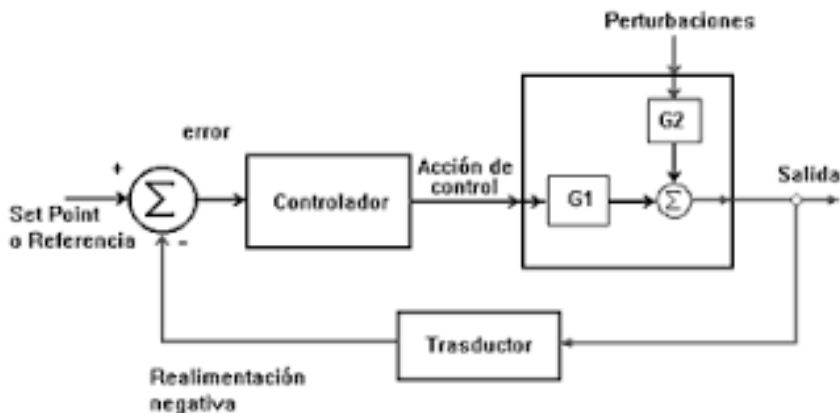 Perturbaciones
G2
error
+
Σ
Controlador
Acción de
control
G1
Σ
Salida
Set Point
o Referencia
-
Trasductor
Realimentación
negativa